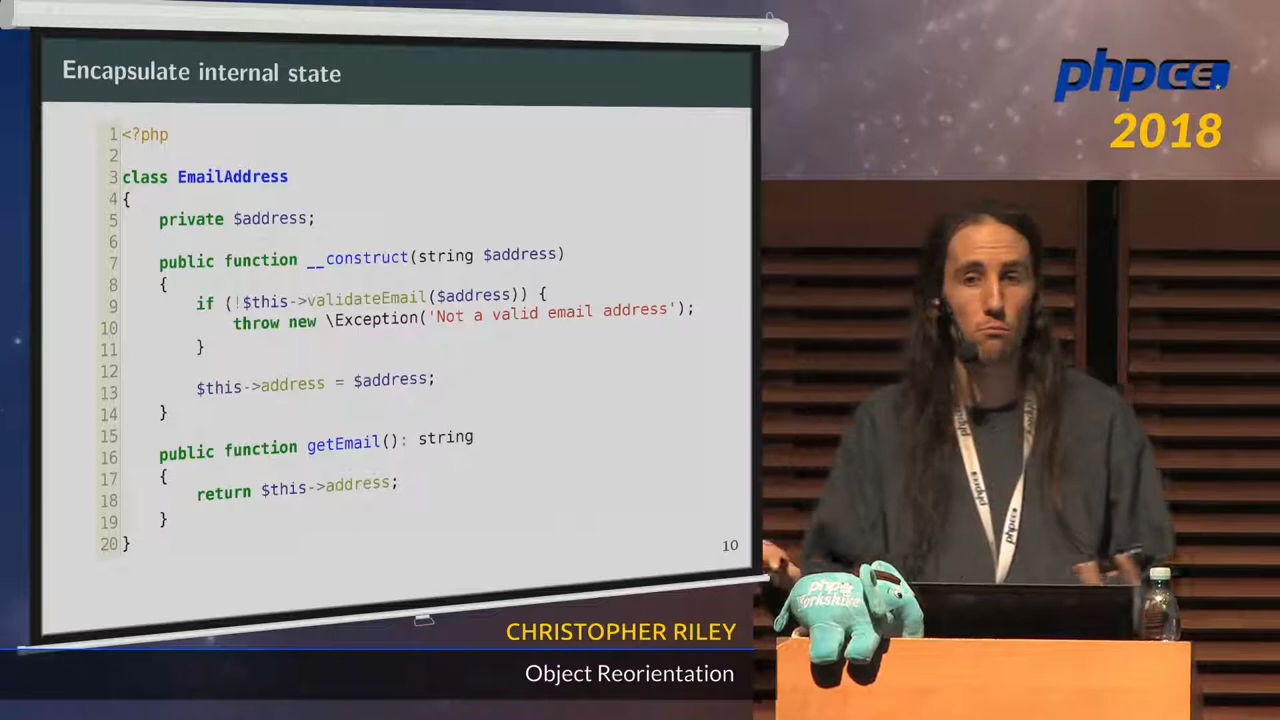 Encapsulate internal state
1 <?php
2
3 class EmailAddress
4 {
5     private $address;
6
7     public function __construct(string $address)
8     {
9         if (!$this->validateEmail($address)) {
10             throw new \Exception('Not a valid email address');
11         }
12
13         $this->address = $address;
14     }
15
16     public function getEmail(): string
17     {
18         return $this->address;
19     }
20 }
10
phpce
2018
phpce
php
Yorkshire
CHRISTOPHER RILEY
Object Reorientation